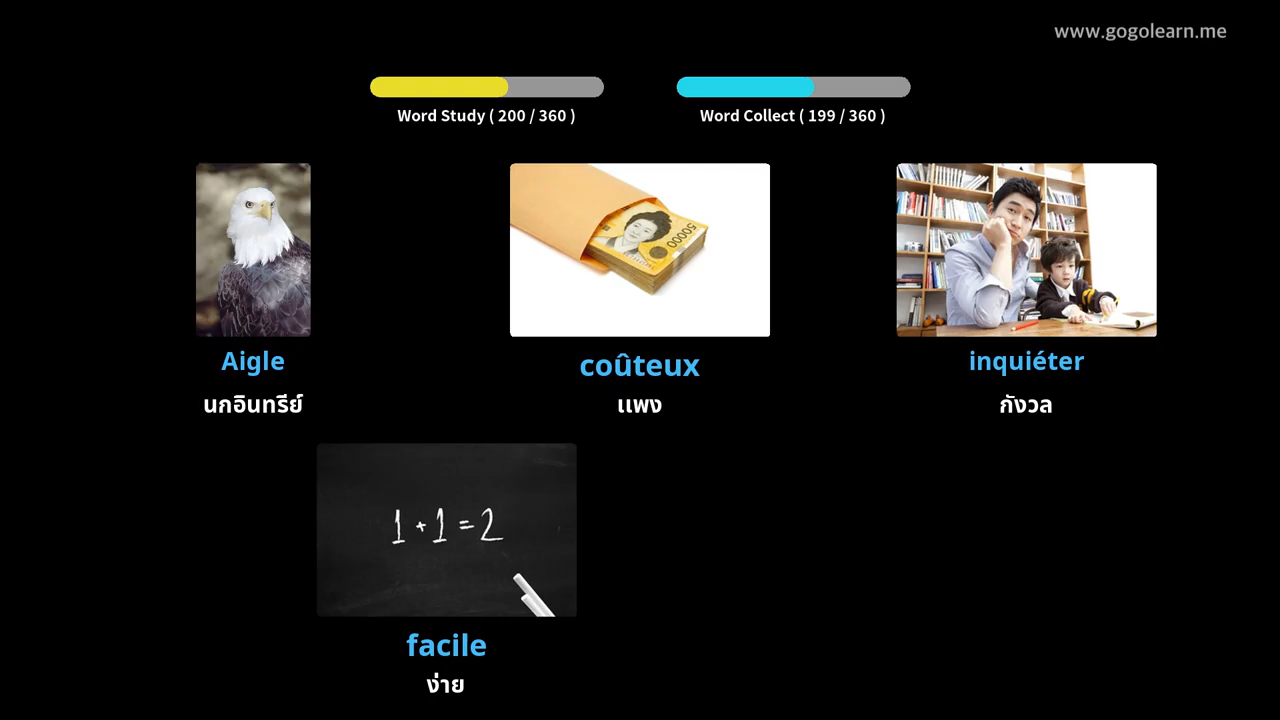 www.gogolearn.me
Word Study ( 200 / 360 )
Word Collect ( 199 / 360 )
50000
Aigle
coûteux
inquiéter
นกอินทรีย์
แพง
กังวล
1 + 1 = 2
facile
ง่าย